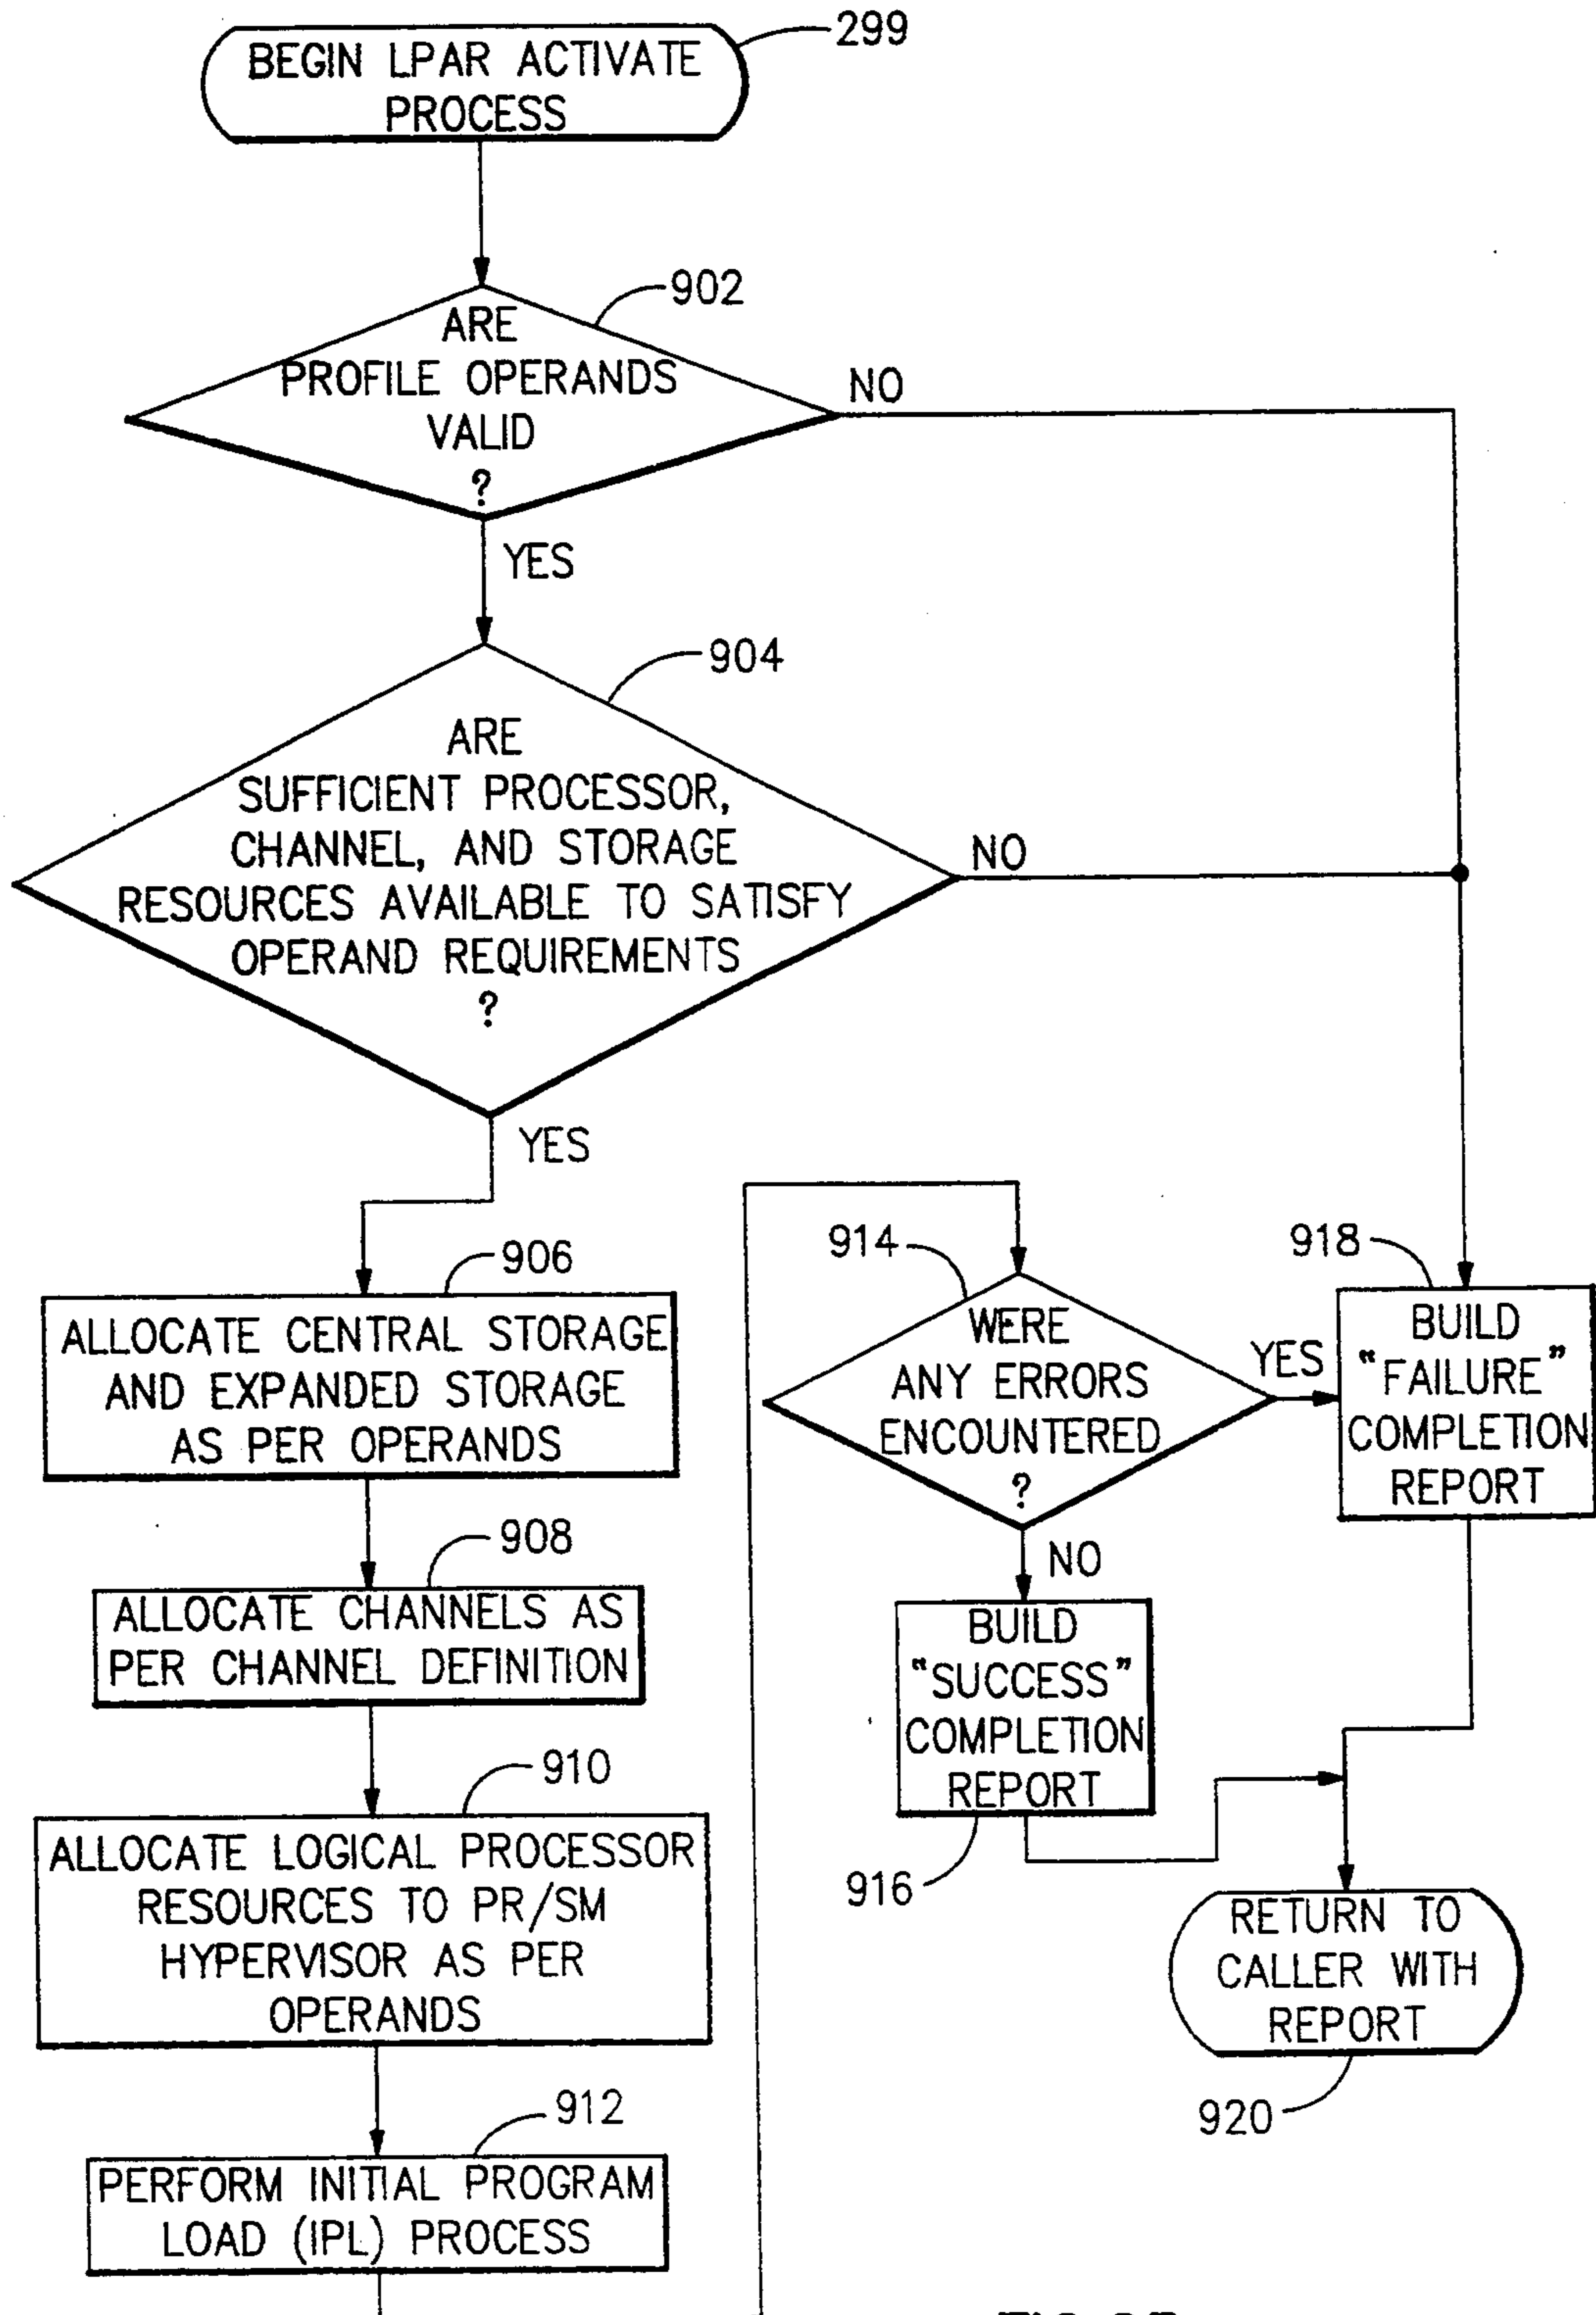 299
BEGIN LPAR ACTIVATE
PROCESS
902
ARE
PROFILE OPERANDS
VALID
?
NO
YES
904
ARE
SUFFICIENT PROCESSOR,
CHANNEL, AND STORAGE
RESOURCES AVAILABLE TO SATISFY
OPERAND REQUIREMENTS
?
NO
YES
906
ALLOCATE CENTRAL STORAGE
AND EXPANDED STORAGE
AS PER OPERANDS
908
ALLOCATE CHANNELS AS
PER CHANNEL DEFINITION
910
ALLOCATE LOGICAL PROCESSOR
RESOURCES TO PR/SM
HYPERVISOR AS PER
OPERANDS
912
PERFORM INITIAL PROGRAM
LOAD (IPL) PROCESS
914
WERE
ANY ERRORS
ENCOUNTERED
?
YES
NO
918
BUILD
"FAILURE"
COMPLETION
REPORT
BUILD
"SUCCESS"
COMPLETION
REPORT
916
RETURN TO
CALLER WITH
REPORT
920